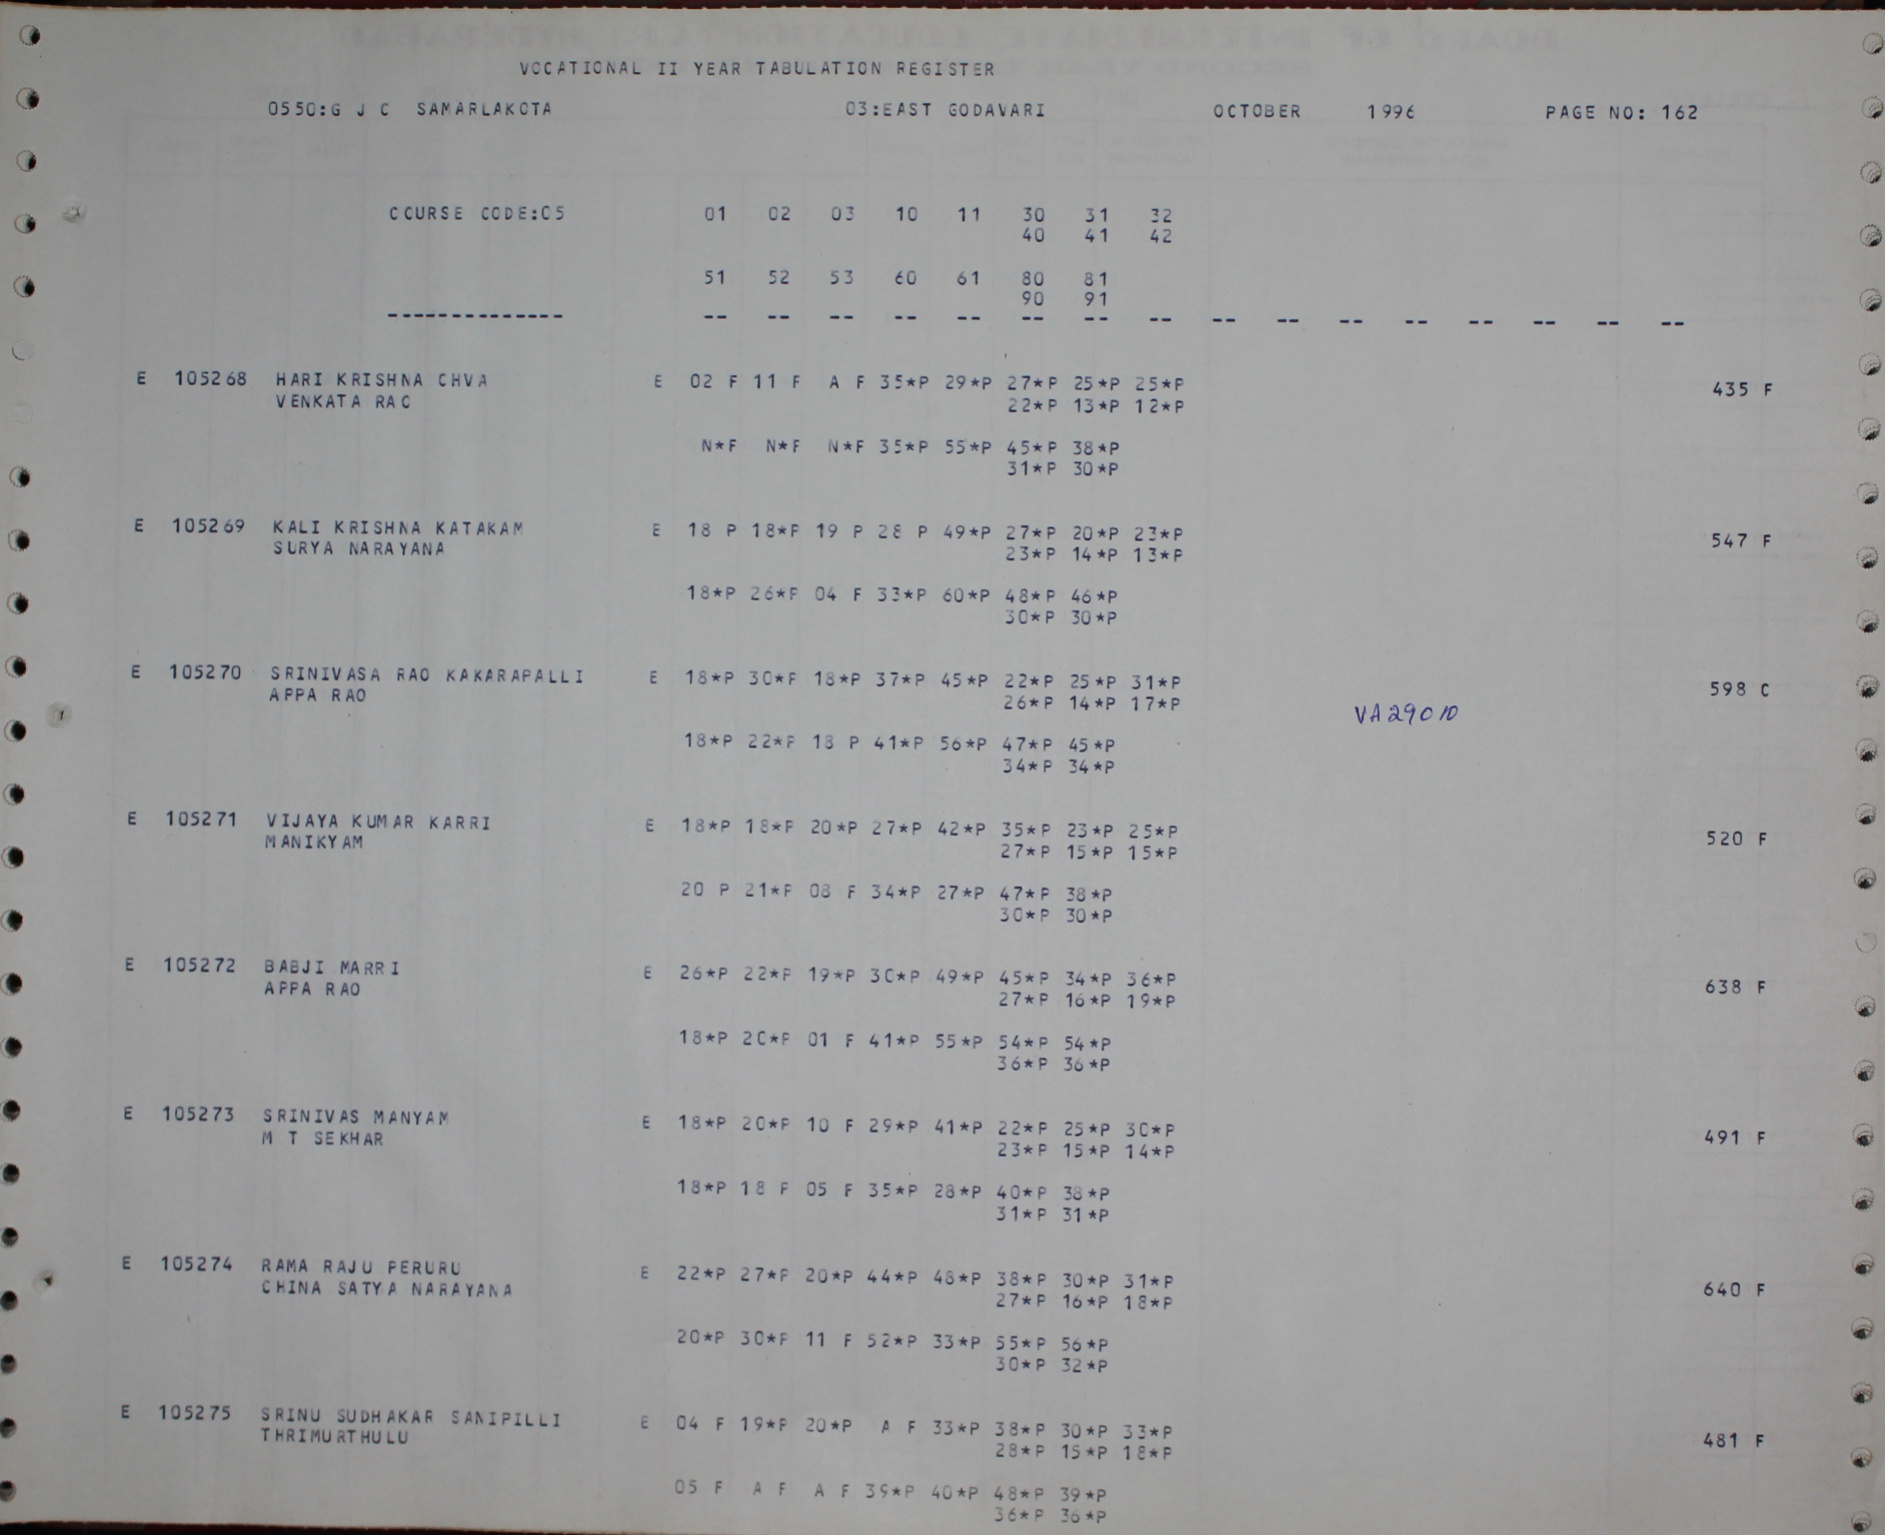 VOCATIONAL II YEAR TABULATION REGISTER
0550:G J C SAMARLAKOTA 03:EAST GODAVARI OCTOBER 1996 PAGE NO: 162
COURSE CODE:05 01 02 03 10 11 30 31 32
40 41 42
51 52 53 60 61 80 81
90 91
-------------- -- -- -- -- -- -- -- -- -- -- -- -- -- -- -- --
E 105268 HARI KRISHNA CHVA E 02 F 11 F A F 35*P 29*P 27*P 25*P 25*P 435 F
VENKATA RAO 22*P 13*P 12*P
N*F N*F N*F 35*P 55*P 45*P 38*P
31*P 30*P
E 105269 KALI KRISHNA KATAKAM E 18 P 18*P 19 P 28 P 49*P 27*P 20*P 23*P 547 F
SURYA NARAYANA 23*P 14*P 13*P
18*P 26*P 04 F 33*P 60*P 48*P 46*P
30*P 30*P
E 105270 SRINIVASA RAO KAKARAPALLI E 18*P 30*P 18*P 37*P 45*P 22*P 25*P 31*P 598 C
APPA RAO 26*P 14*P 17*P VA29010
18*P 22*P 18 P 41*P 56*P 47*P 45*P
34*P 34*P
E 105271 VIJAYA KUMAR KARRI E 18*P 18*P 20*P 27*P 42*P 35*P 23*P 25*P 520 F
MANIKYAM 27*P 15*P 15*P
20 P 21*P 08 F 34*P 27*P 47*P 38*P
30*P 30*P
E 105272 BABJI MARRI E 26*P 22*P 19*P 30*P 49*P 45*P 34*P 36*P 638 F
APPA RAO 27*P 16*P 19*P
18*P 20*P 01 F 41*P 55*P 54*P 54*P
36*P 36*P
E 105273 SRINIVAS MANYAM E 18*P 20*P 10 F 29*P 41*P 22*P 25*P 30*P 491 F
M T SEKHAR 23*P 15*P 14*P
18*P 18 P 05 F 35*P 28*P 40*P 38*P
31*P 31*P
E 105274 RAMA RAJU PERURU E 22*P 27*P 20*P 44*P 48*P 38*P 30*P 31*P 640 F
CHINA SATYA NARAYANA 27*P 16*P 18*P
20*P 30*P 11 F 52*P 33*P 55*P 56*P
30*P 32*P
E 105275 SRINU SUDHAKAR SANIPILLI E 04 F 19*P 20*P A F 33*P 38*P 30*P 33*P 481 F
THRIMURTHULU 28*P 15*P 18*P
05 F A F A F 39*P 40*P 48*P 39*P
36*P 36*P